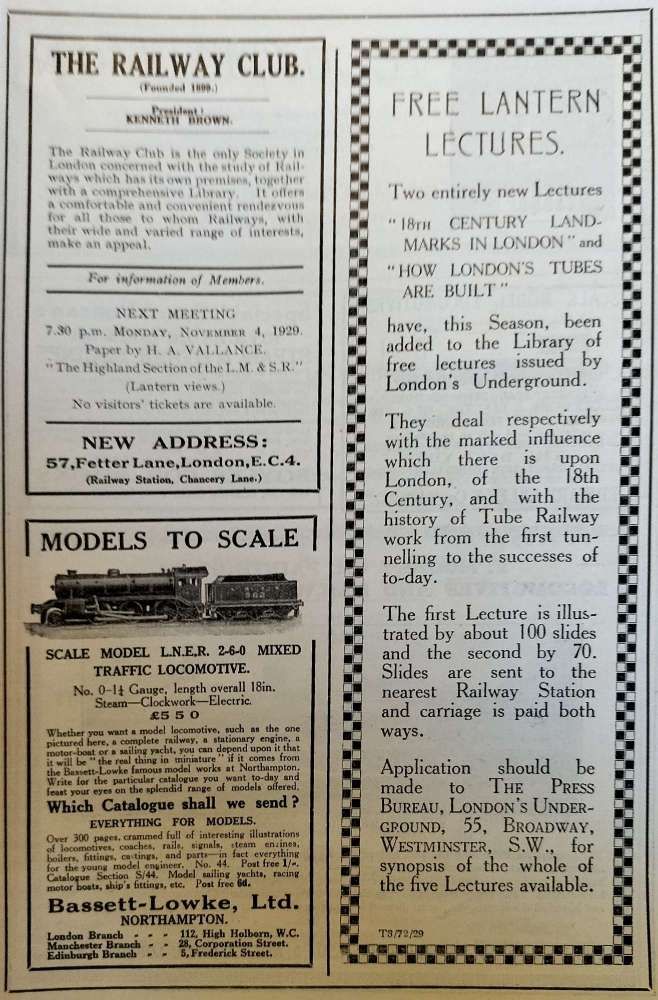 THE RAILWAY CLUB.
(Founded 1899.)
President:
KENNETH BROWN.
The Railway Club is the only Society in
London concerned with the study of Rail-
ways which has its own premises, together
with a comprehensive Library. It offers
a comfortable and convenient rendezvous
for all those to whom Railways, with
their wide and varied range of interests,
make an appeal.
For information of Members.
NEXT MEETING
7.30 p.m. MONDAY, NOVEMBER 4, 1929.
Paper by H. A. VALLANCE.
"The Highland Section of the L.M. & S.R."
(Lantern views.)
No visitors' tickets are available.
NEW ADDRESS:
57, Fetter Lane, London, E.C.4.
(Railway Station, Chancery Lane.)
MODELS TO SCALE
SCALE MODEL L.N.E.R. 2-6-0 MIXED
TRAFFIC LOCOMOTIVE.
No. 0-1¼ Gauge, length overall 18in.
Steam—Clockwork—Electric.
£5 5 0
Whether you want a model locomotive, such as the one
pictured here, a complete railway, a stationary engine, a
motor-boat or a sailing yacht, you can depend upon it that
it will be "the real thing in miniature" if it comes from
the Bassett-Lowke famous model works at Northampton.
Write for the particular catalogue you want to-day and
feast your eyes on the splendid range of models offered.
Which Catalogue shall we send?
EVERYTHING FOR MODELS.
Over 300 pages, crammed full of interesting illustrations
of locomotives, coaches, rails, signals, steam engines,
boilers, fittings, castings, and parts—in fact everything
for the young model engineer. No. 44. Post free 1/-.
Catalogue Section S/44. Model sailing yachts, racing
motor boats, ship's fittings, etc. Post free 6d.
Bassett-Lowke, Ltd.
NORTHAMPTON.
London Branch - - 112, High Holborn, W.C.
Manchester Branch - - 28, Corporation Street.
Edinburgh Branch - - 5, Frederick Street.
FREE LANTERN
LECTURES.
Two entirely new Lectures
"18TH CENTURY LAND-
MARKS IN LONDON" and
"HOW LONDON'S TUBES
ARE BUILT"
have, this Season, been
added to the Library of
free lectures issued by
London's Underground.
They deal respectively
with the marked influence
which there is upon
London, of the 18th
Century, and with the
history of Tube Railway
work from the first tun-
nelling to the successes of
to-day.
The first Lecture is illus-
trated by about 100 slides
and the second by 70.
Slides are sent to the
nearest Railway Station
and carriage is paid both
ways.
Application should be
made to THE PRESS
BUREAU, LONDON'S UNDER-
GROUND, 55, BROADWAY,
WESTMINSTER, S.W., for
synopsis of the whole of
the five Lectures available.
T3/72/29